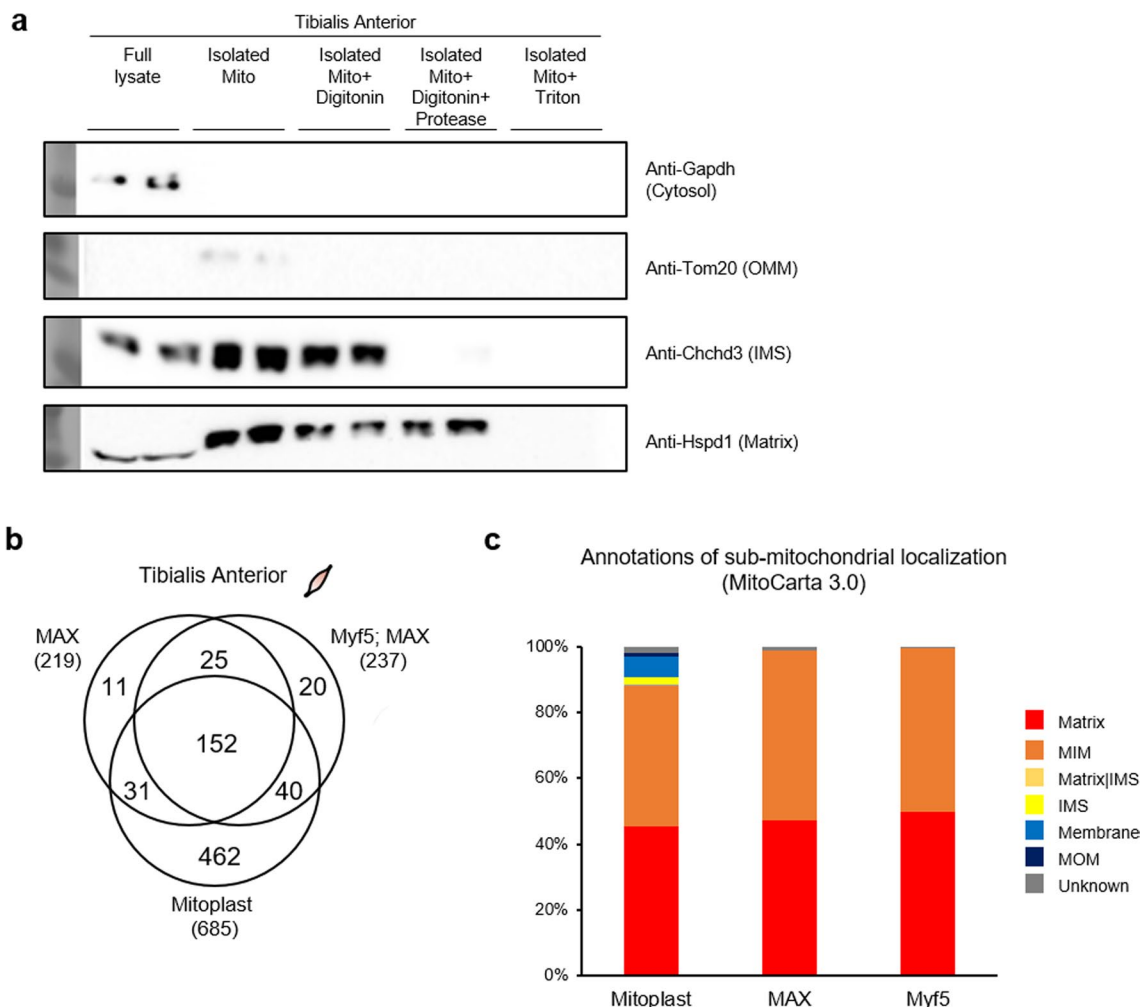 a
Tibialis Anterior
Full
lysate
Isolated
Mito
Isolated
Mito+
Digitonin
Isolated
Mito+
Digitonin+
Protease
Isolated
Mito+
Triton
Anti-Gapdh
(Cytosol)
Anti-Tom20 (OMM)
Anti-Chchd3 (IMS)
Anti-Hspd1 (Matrix)
b
Tibialis Anterior
MAX
(219)
Myf5; MAX
(237)
25
11
20
152
31
40
462
Mitoplast
(685)
c
Annotations of sub-mitochondrial localization
(MitoCarta 3.0)
100%
80%
60%
40%
20%
0%
Mitoplast
MAX
Myf5
Matrix
MIM
Matrix|IMS
IMS
Membrane
MOM
Unknown